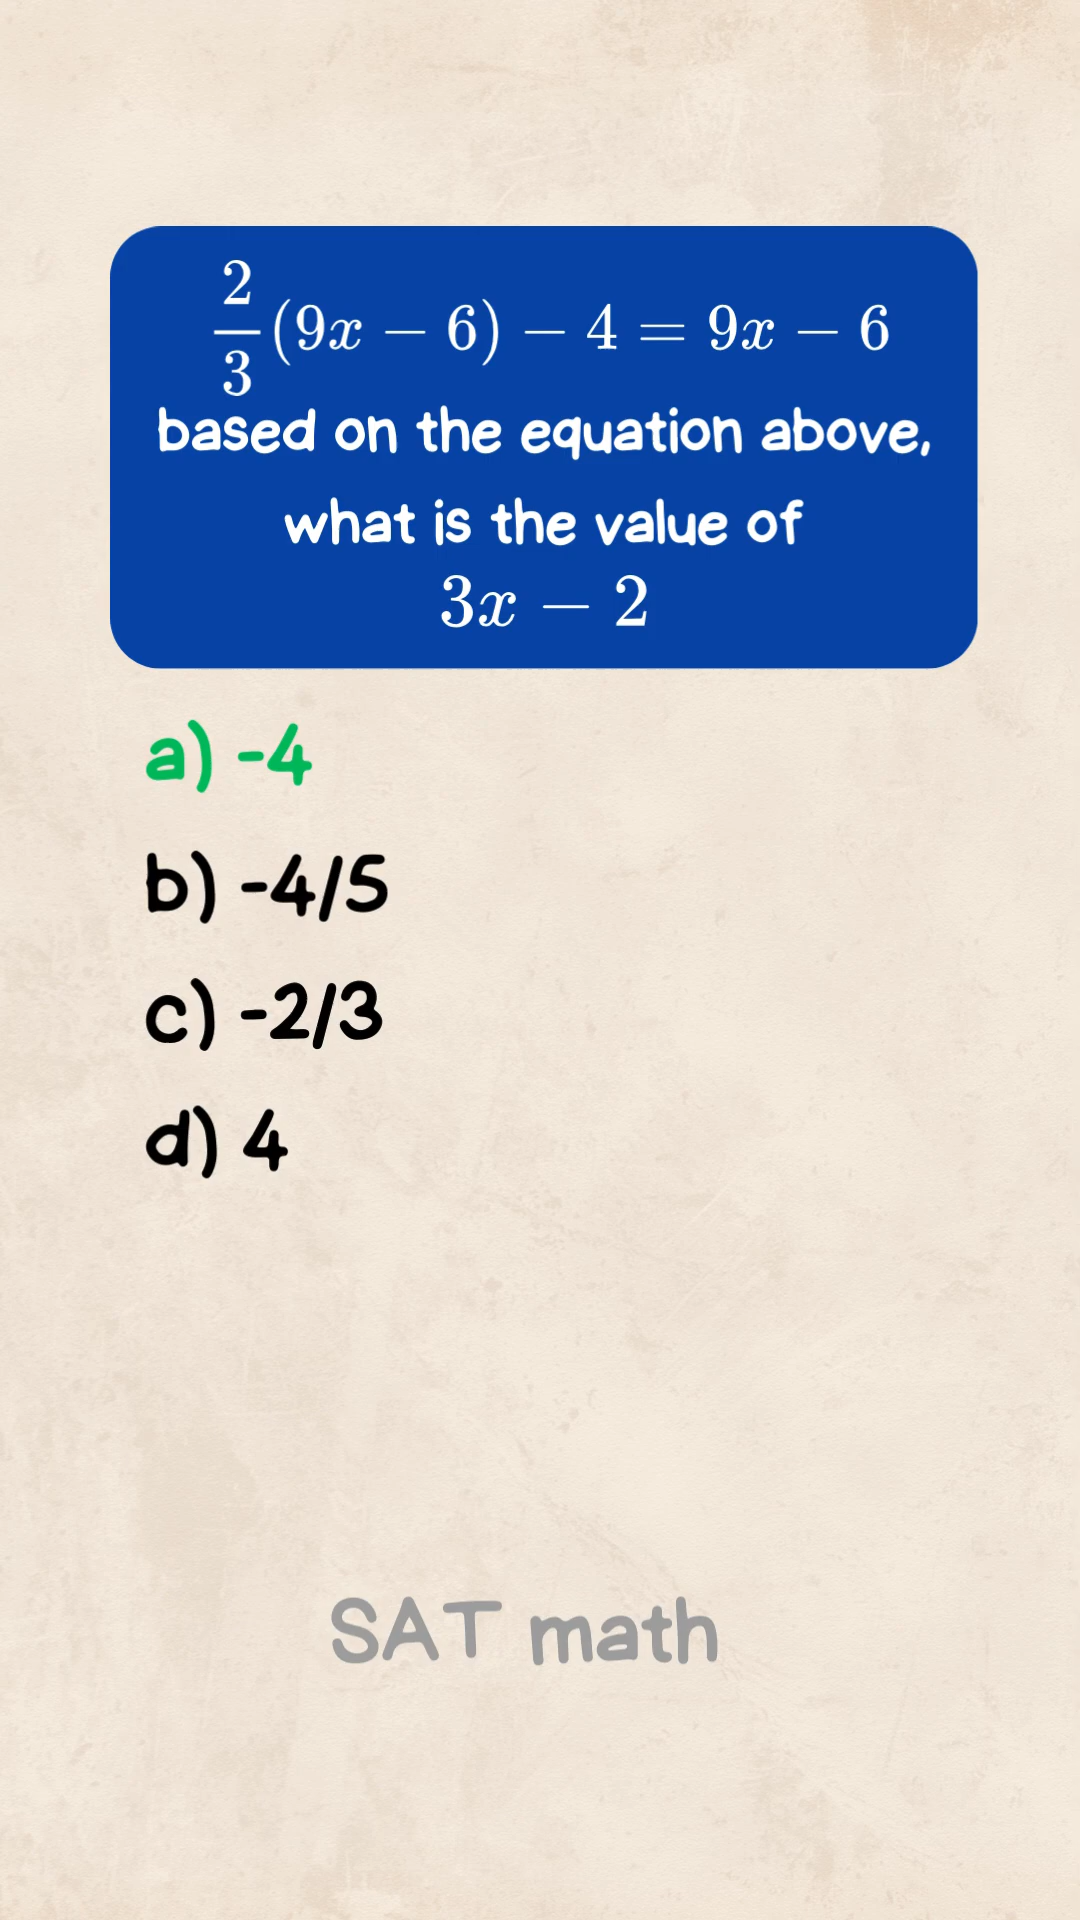 2/3(9x − 6) − 4 = 9x − 6
based on the equation above,
what is the value of
3x − 2
a) -4
b) -4/5
c) -2/3
d) 4
SAT math